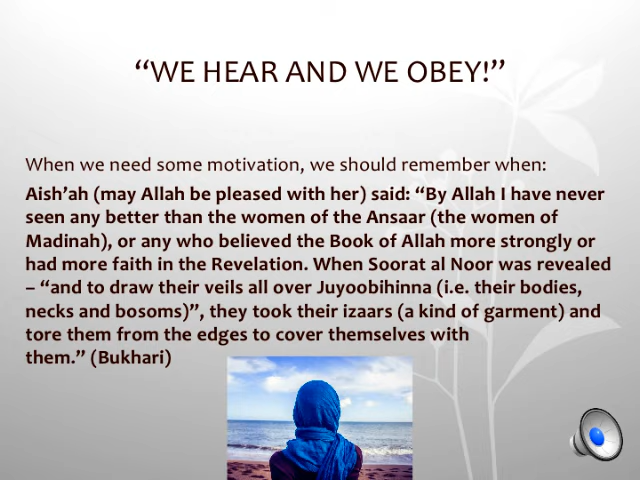 “WE HEAR AND WE OBEY!”
When we need some motivation, we should remember when:
Aish’ah (may Allah be pleased with her) said: “By Allah I have never
seen any better than the women of the Ansaar (the women of
Madinah), or any who believed the Book of Allah more strongly or
had more faith in the Revelation. When Soorat al Noor was revealed
– “and to draw their veils all over Juyoobihinna (i.e. their bodies,
necks and bosoms)”, they took their izaars (a kind of garment) and
tore them from the edges to cover themselves with
them.” (Bukhari)